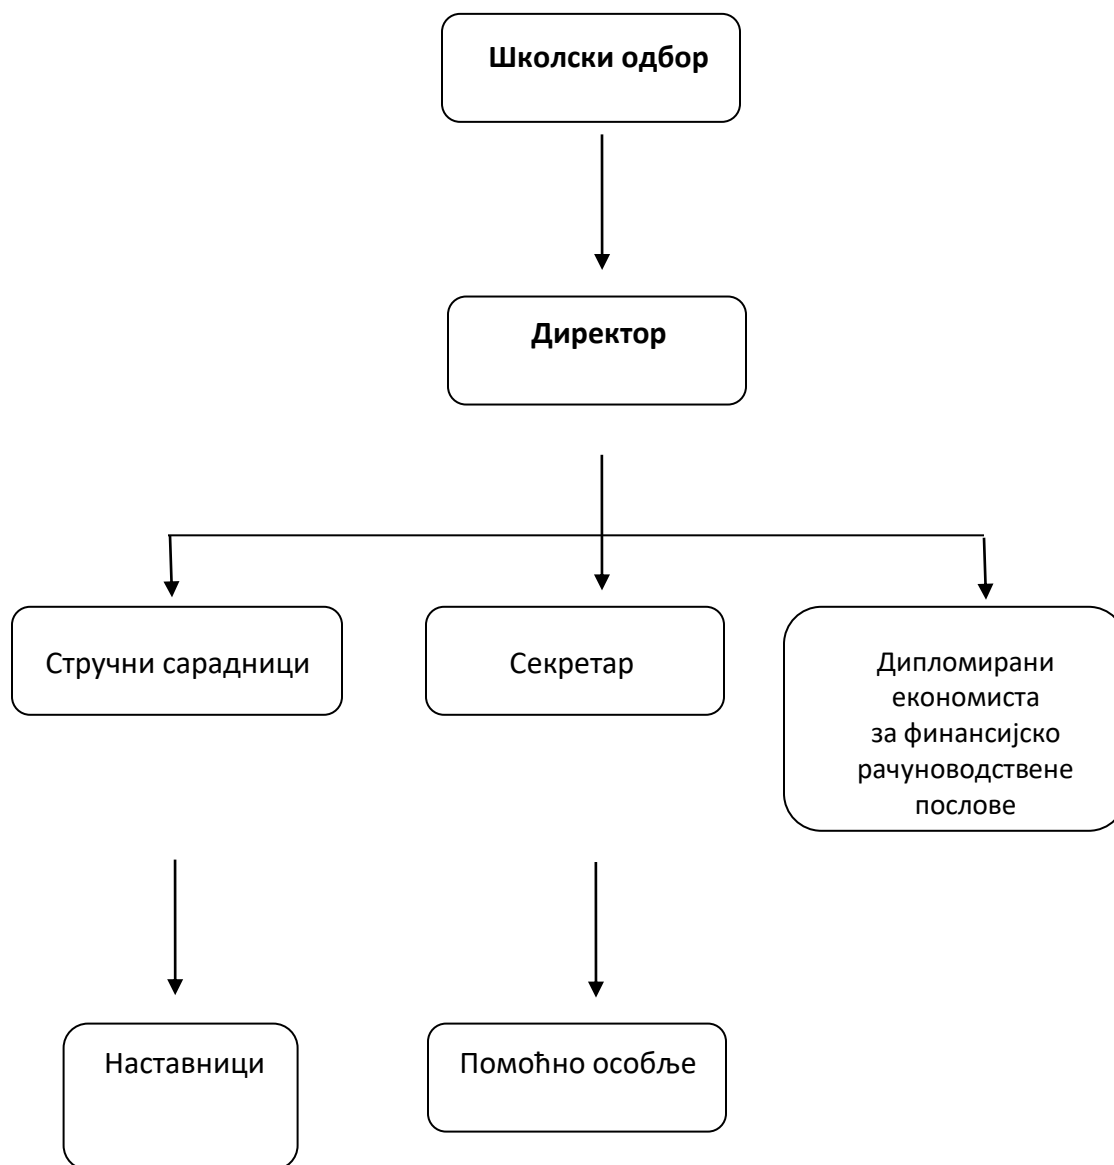 Школски одбор
Директор
Стручни сарадници
Секретар
Дипломирани
економиста
за финансијско
рачуноводствене
послове
Наставници
Помоћно особље